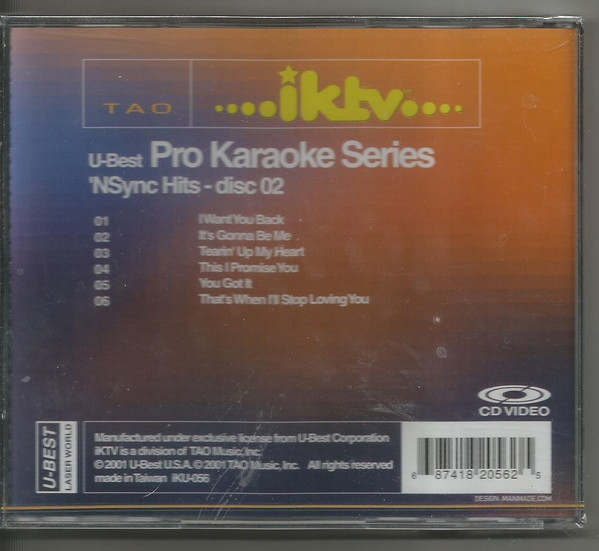 TAO
iktv
U-Best Pro Karaoke Series
'NSync Hits - disc 02
01 I Want You Back
02 It's Gonna Be Me
03 Tearin' Up My Heart
04 This I Promise You
05 You Got It
06 That's When I'll Stop Loving You
CD VIDEO
U-BEST
LASER WORLD
Manufactured under exclusive license from U-Best Corporation
iKTV is a division of TAO Music, Inc.
© 2001 U-Best U.S.A. © 2001 TAO Music, Inc. All rights reserved
made in Taiwan iKU-056
6 87418 20562 5
DESIGN. MANMADE.COM